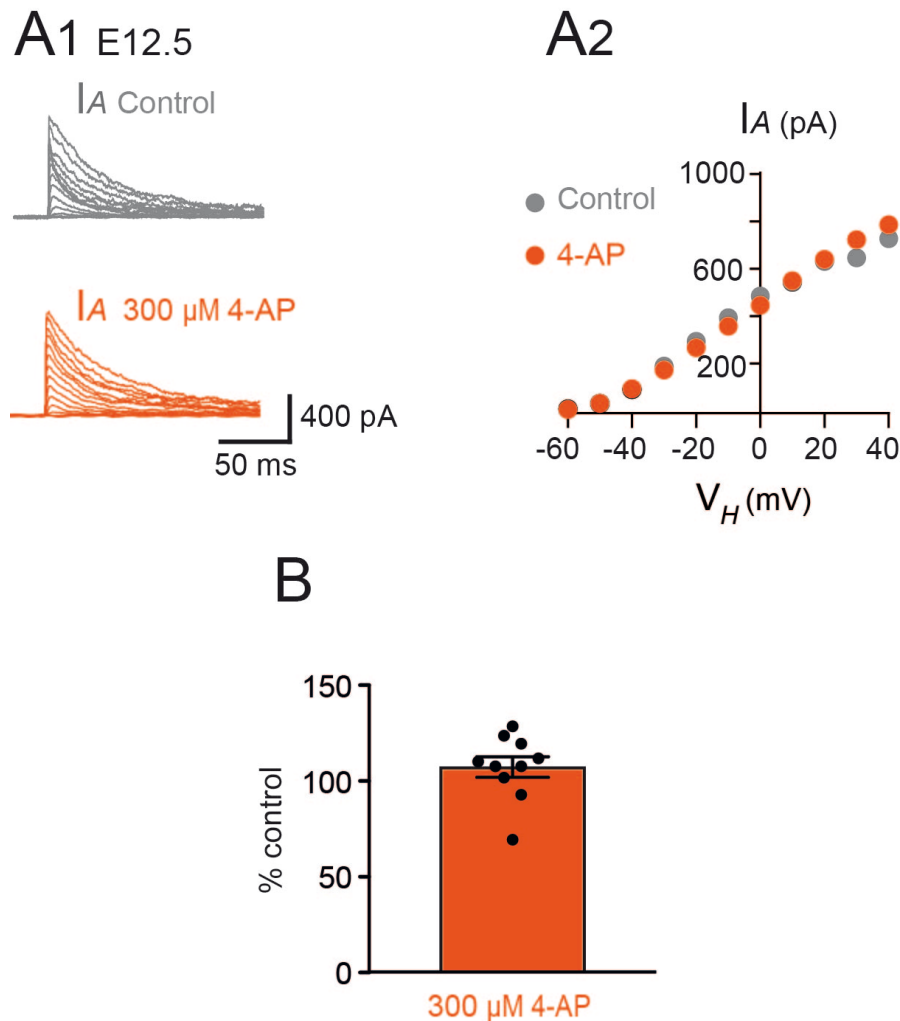 A1 E12.5
IA Control
IA 300 µM 4-AP
400 pA
50 ms
A2
IA (pA)
Control
4-AP
1000
600
200
-60 -40 -20 0 20 40
VH (mV)
B
150
100
50
0
% control
300 µM 4-AP